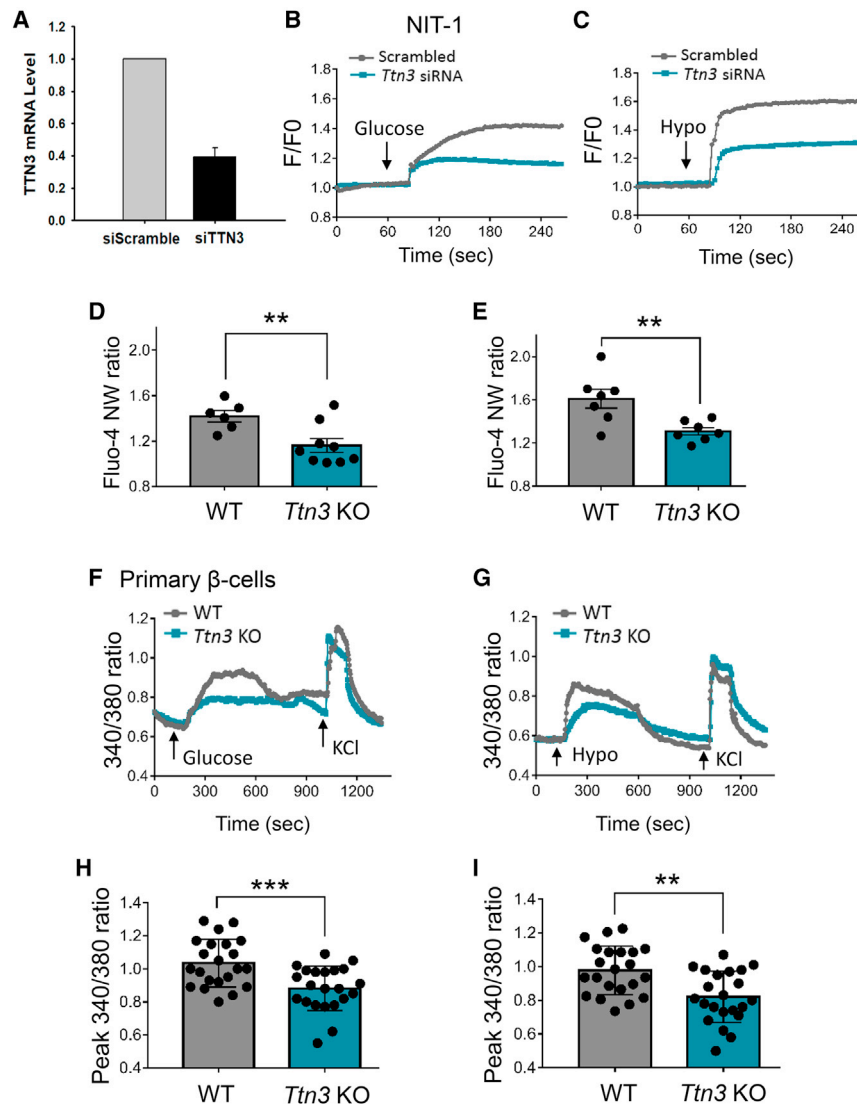 A
TTN3 mRNA Level
1.2
1.0
0.8
0.6
0.4
0.2
0.0
siScramble siTTN3
B
NIT-1
Scrambled
Ttn3 siRNA
F/F0
1.8
1.6
1.4
1.2
1.0
0.8
Glucose
0 60 120 180 240
Time (sec)
C
Scrambled
Ttn3 siRNA
F/F0
1.8
1.6
1.4
1.2
1.0
0.8
Hypo
0 60 120 180 240
Time (sec)
D
**
Fluo-4 NW ratio
2.0
1.6
1.2
0.8
WT Ttn3 KO
E
**
Fluo-4 NW ratio
2.0
1.6
1.2
0.8
WT Ttn3 KO
F Primary β-cells
WT
Ttn3 KO
340/380 ratio
1.2
1.0
0.8
0.6
0.4
Glucose
KCl
0 300 600 900 1200
Time (sec)
G
WT
Ttn3 KO
340/380 ratio
1.2
1.0
0.8
0.6
0.4
Hypo
KCl
0 300 600 900 1200
Time (sec)
H
***
Peak 340/380 ratio
1.4
1.2
1.0
0.8
0.6
0.4
WT Ttn3 KO
I
**
Peak 340/380 ratio
1.4
1.2
1.0
0.8
0.6
0.4
WT Ttn3 KO